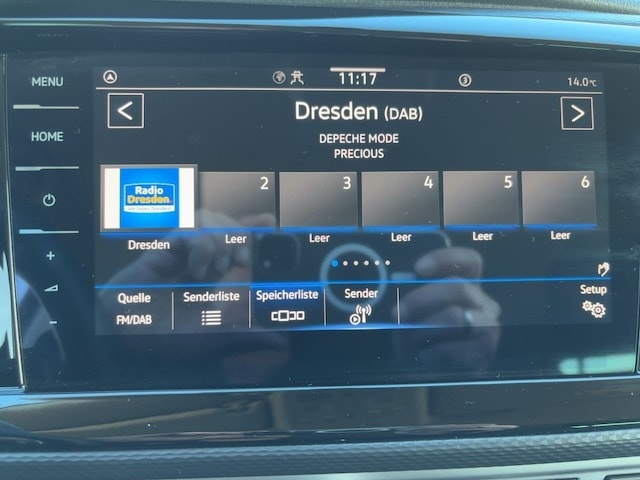 MENU
HOME
+
-
11:17
3
14.0°C
<
Dresden (DAB)
>
DEPECHE MODE
PRECIOUS
Radio
Dresden
2
3
4
5
6
Dresden
Leer
Leer
Leer
Leer
Leer
Quelle
FM/DAB
Senderliste
Speicherliste
Sender
Setup